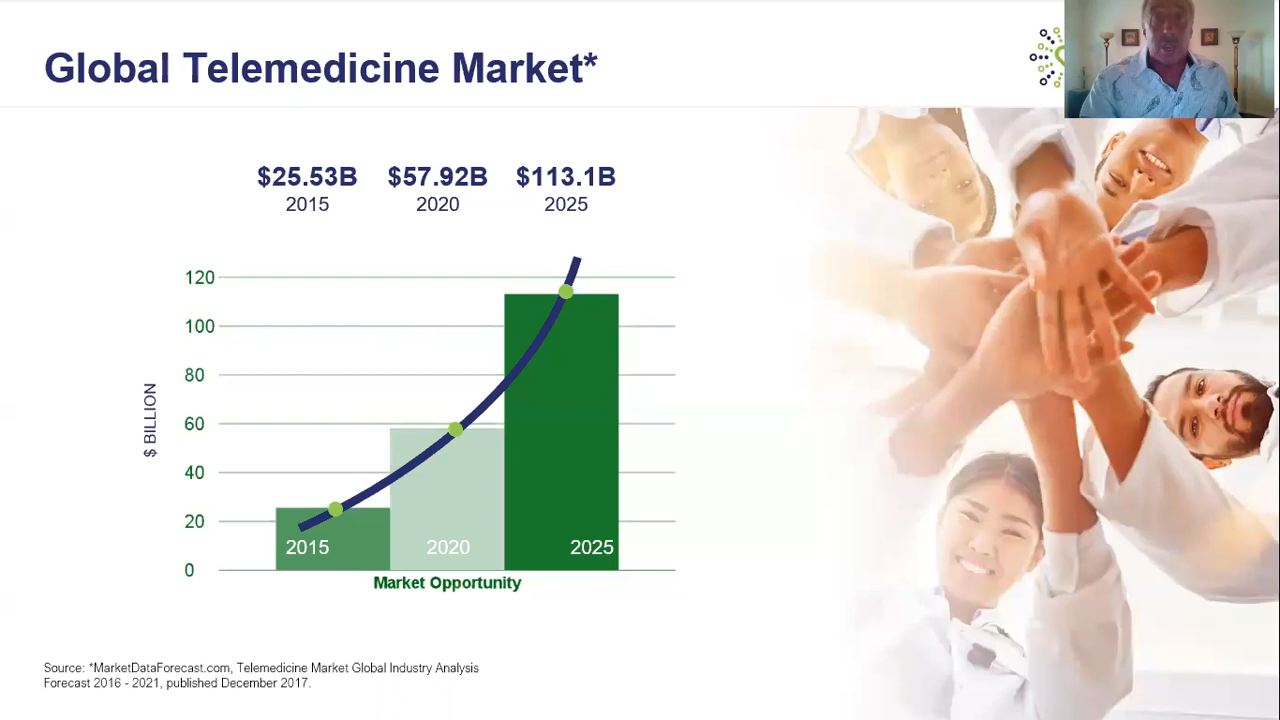 Global Telemedicine Market*
$25.53B $57.92B $113.1B
2015 2020 2025
120
100
80
60
40
20
0
$ BILLION
2015 2020 2025
Market Opportunity
Source: *MarketDataForecast.com, Telemedicine Market Global Industry Analysis
Forecast 2016 - 2021, published December 2017.